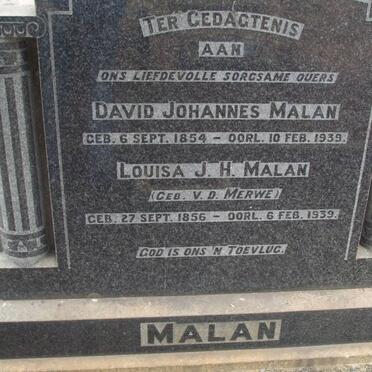 TER GEDAGTENIS
AAN
ONS LIEFDEVOLLE SORGSAME OUERS
DAVID JOHANNES MALAN
GEB. 6 SEPT. 1854 – OORL. 10 FEB. 1939.
LOUISA J. H. MALAN
(GEB. V. D. MERWE)
GEB. 27 SEPT. 1856 – OORL. 6 FEB. 1939.
GOD IS ONS 'N TOEVLUG.
MALAN